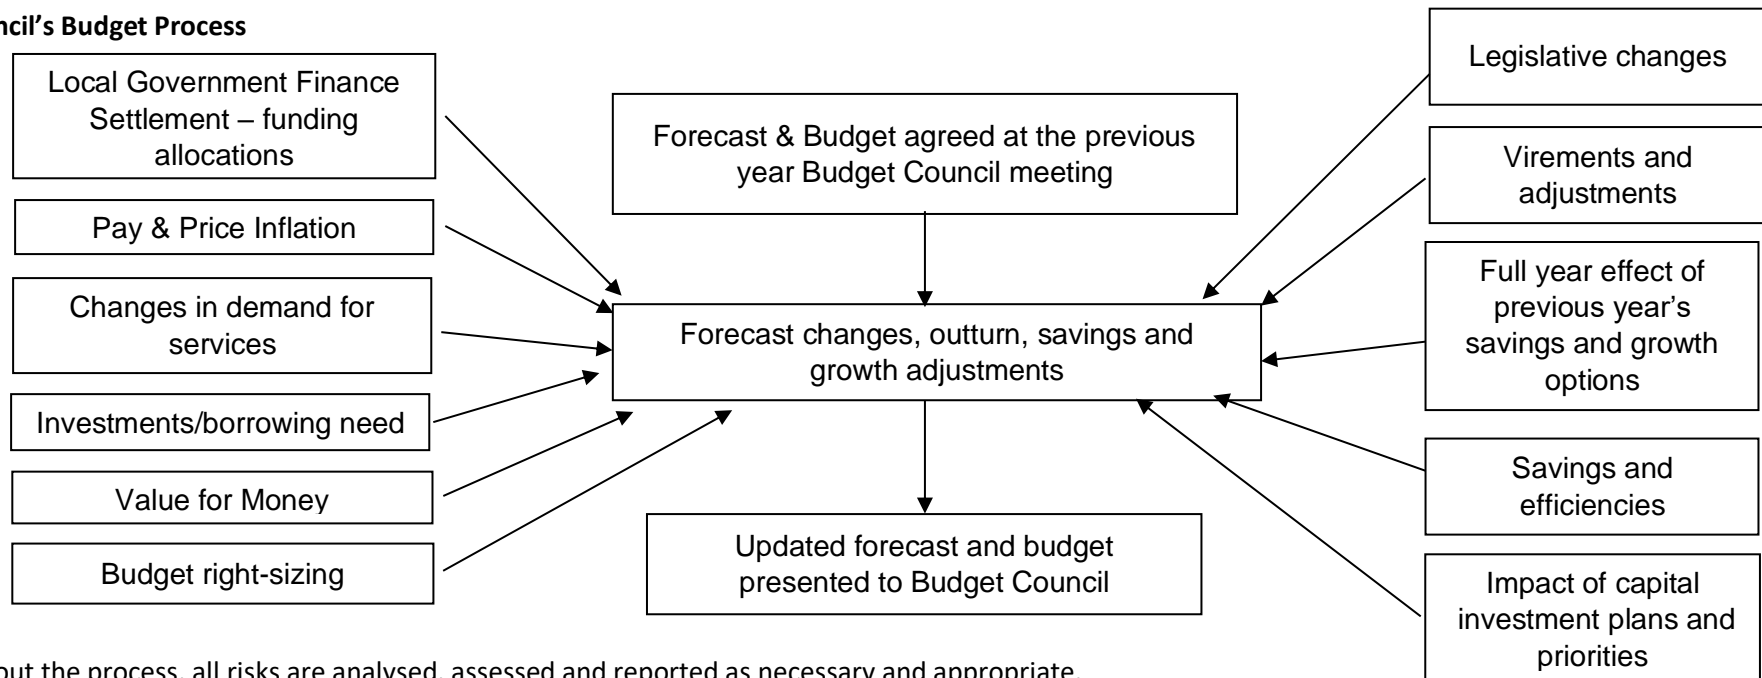 ncil’s Budget Process
Local Government Finance
Settlement – funding
allocations
Pay & Price Inflation
Changes in demand for
services
Investments/borrowing need
Value for Money
Budget right-sizing
Forecast & Budget agreed at the previous
year Budget Council meeting
Forecast changes, outturn, savings and
growth adjustments
Updated forecast and budget
presented to Budget Council
Legislative changes
Virements and
adjustments
Full year effect of
previous year’s
savings and growth
options
Savings and
efficiencies
Impact of capital
investment plans and
priorities
out the process, all risks are analysed, assessed and reported as necessary and appropriate.